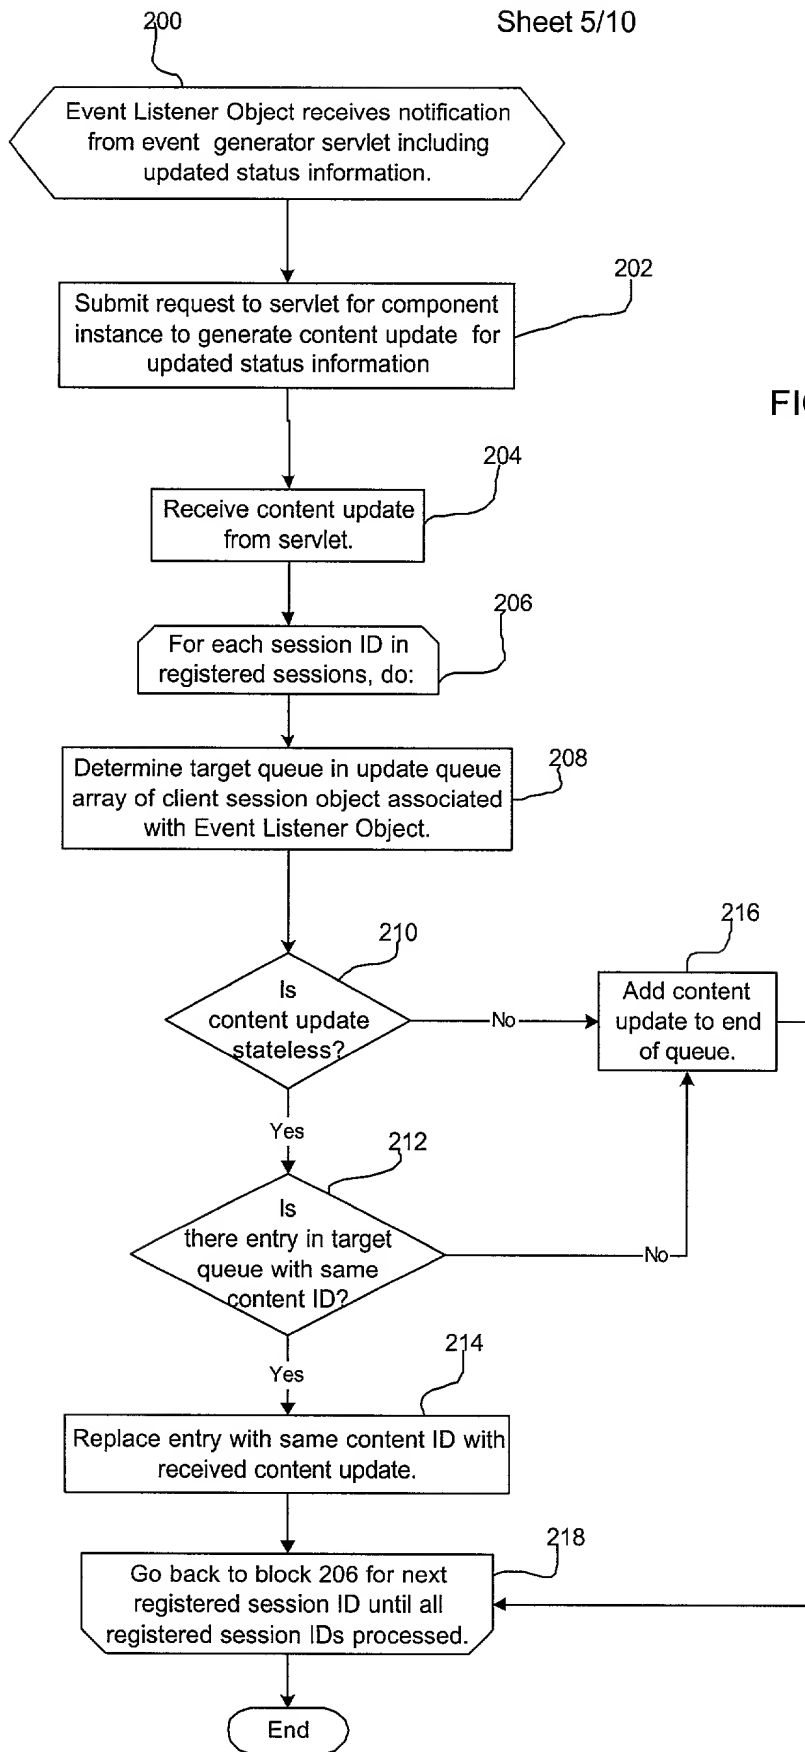 200
Sheet 5/10
Event Listener Object receives notification
from event generator servlet including
updated status information.
202
Submit request to servlet for component
instance to generate content update for
updated status information
204
Receive content update
from servlet.
206
For each session ID in
registered sessions, do:
208
Determine target queue in update queue
array of client session object associated
with Event Listener Object.
210
Is
content update
stateless?
No
216
Add content
update to end
of queue.
Yes
212
Is
there entry in target
queue with same
content ID?
No
Yes
214
Replace entry with same content ID with
received content update.
218
Go back to block 206 for next
registered session ID until all
registered session IDs processed.
End